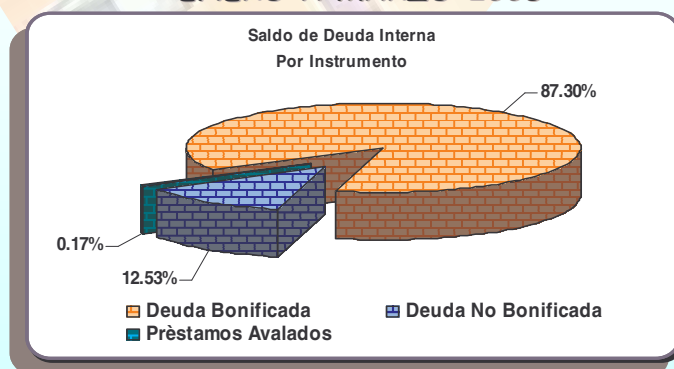 Saldo de Deuda Interna
Por Instrumento
87.30%
0.17%
12.53%
Deuda Bonificada
Deuda No Bonificada
Prèstamos Avalados